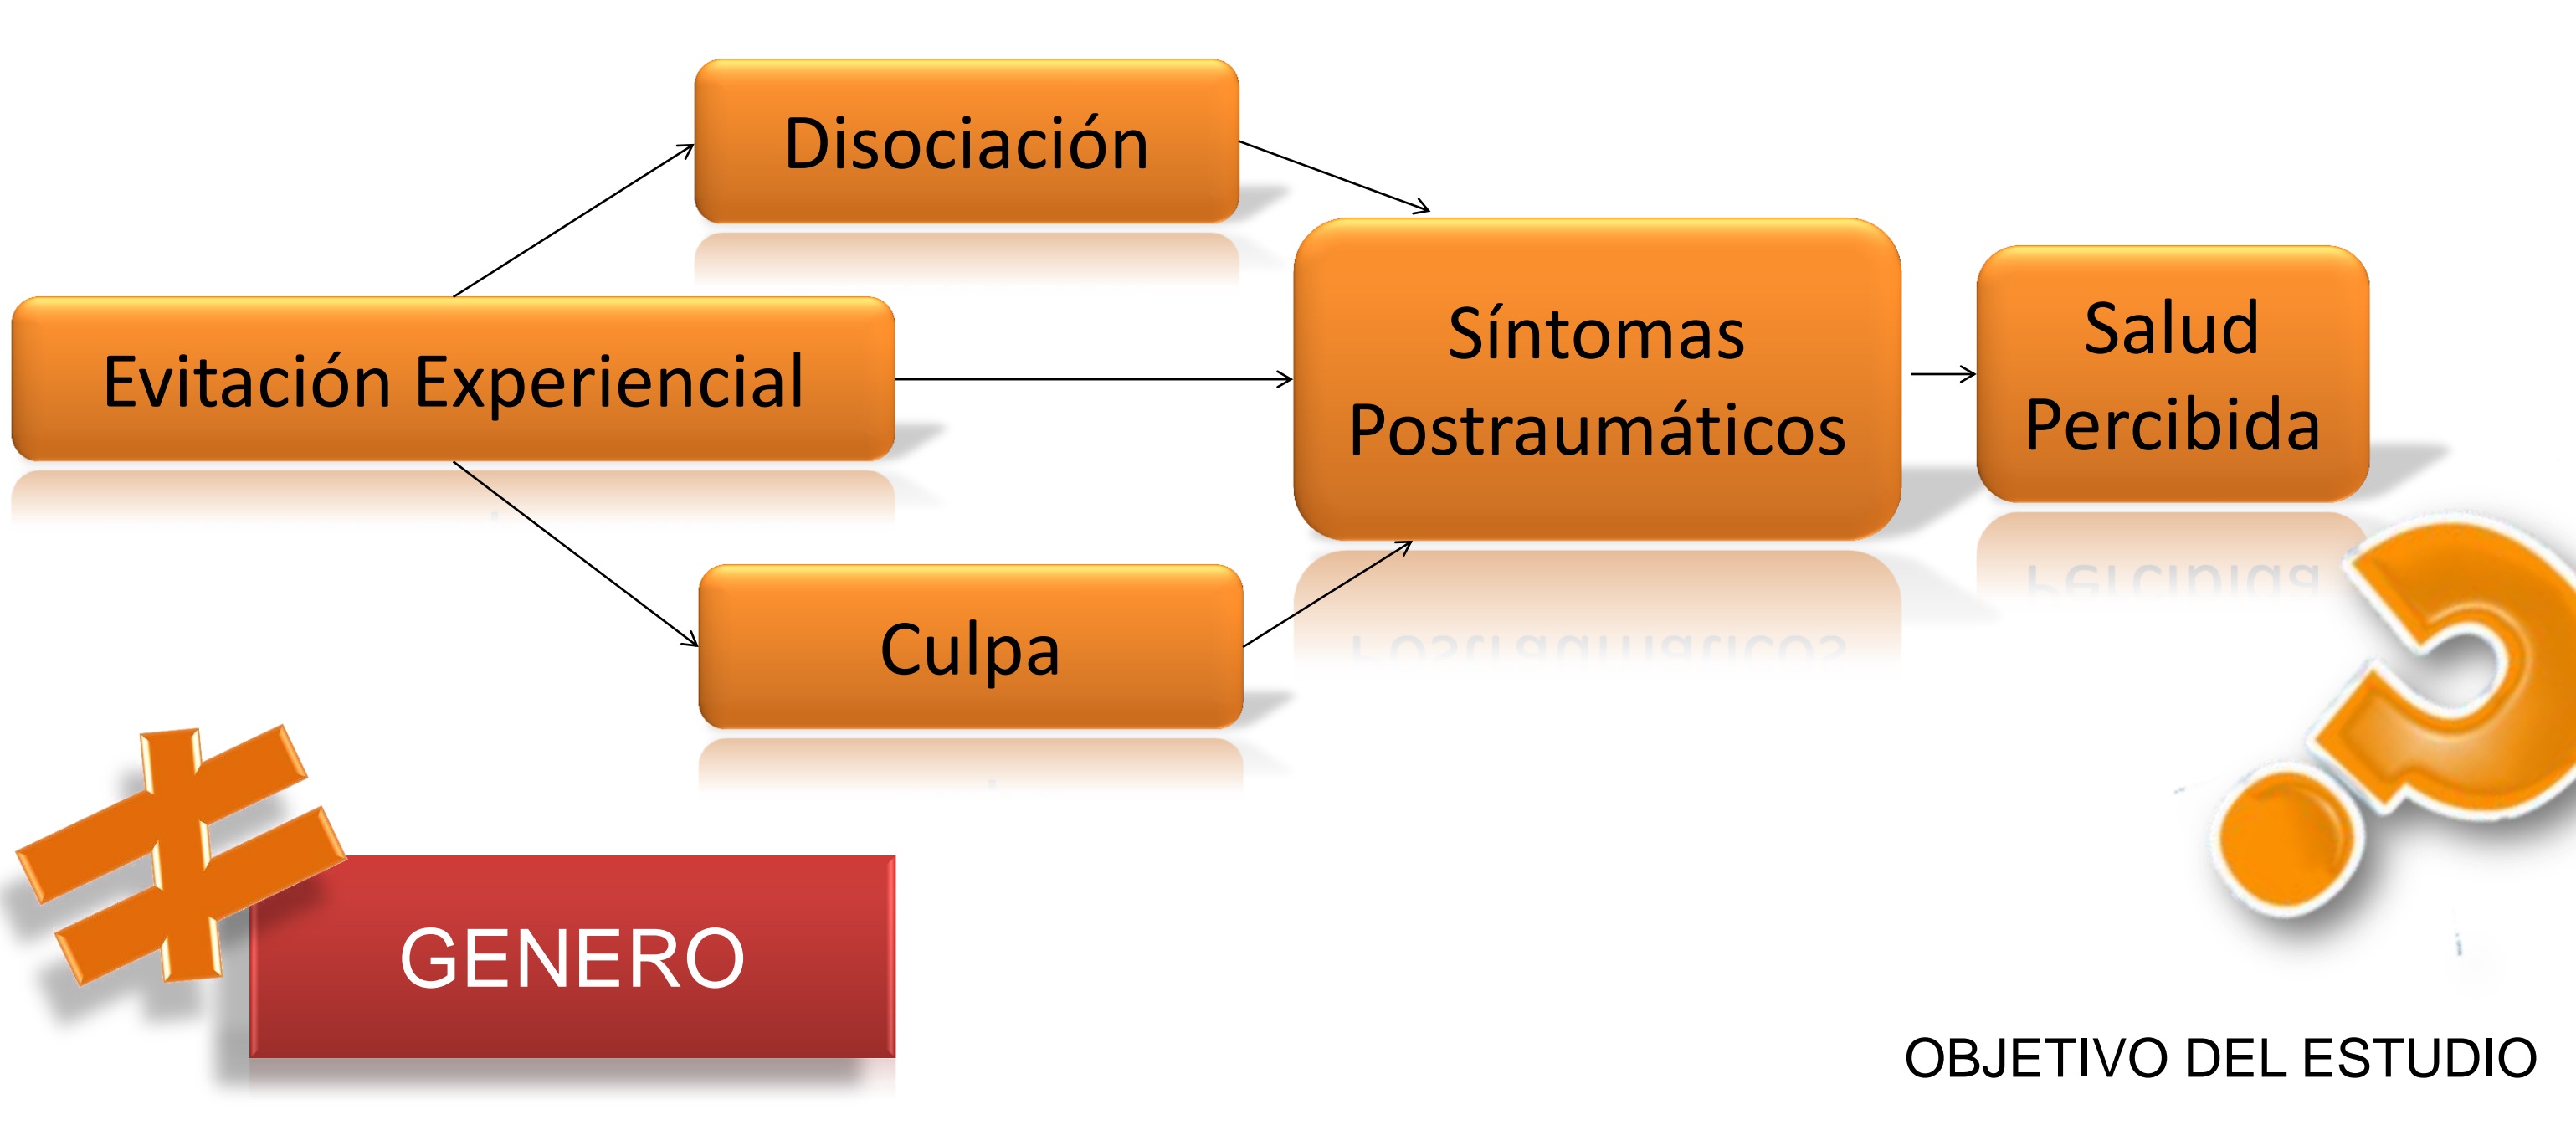 Disociación
Evitación Experiencial
Síntomas
Postraumáticos
Salud
Percibida
Culpa
≠
GENERO
?
OBJETIVO DEL ESTUDIO